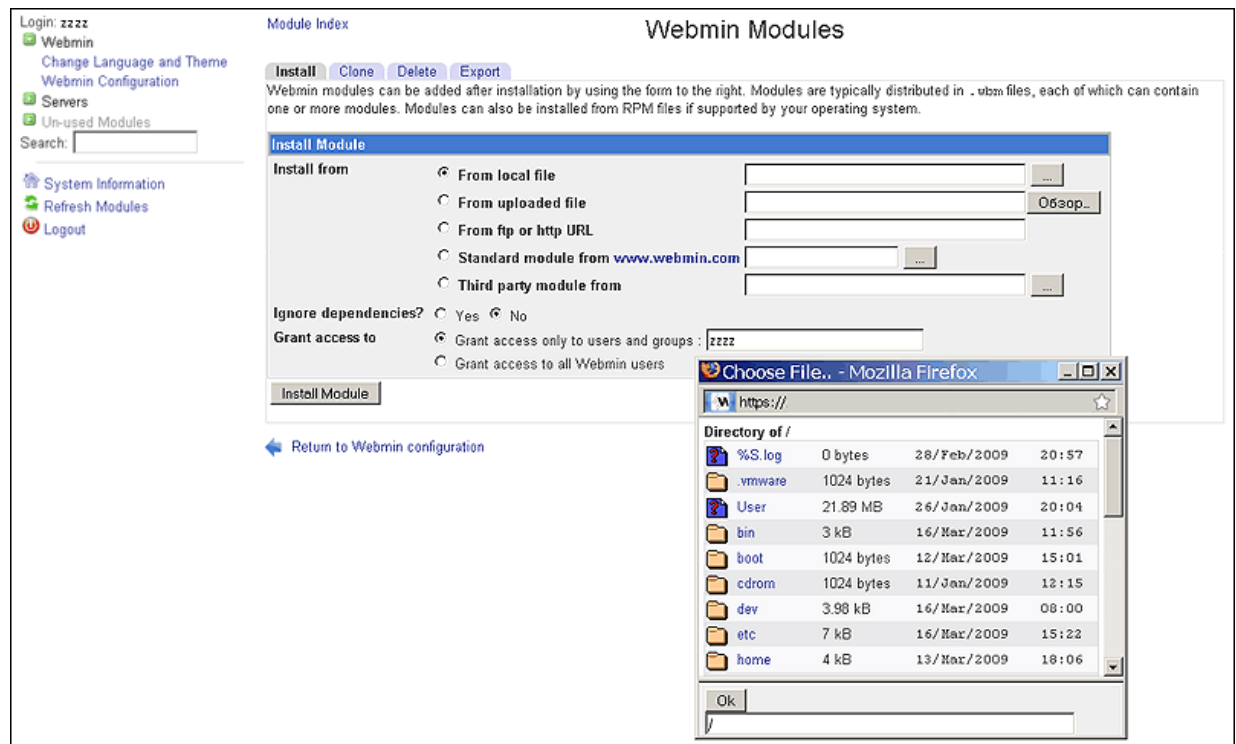 Login: zzzz
Webmin
Change Language and Theme
Webmin Configuration
Servers
Un-used Modules
Search:
System Information
Refresh Modules
Logout
Module Index
Webmin Modules
Install Clone Delete Export
Webmin modules can be added after installation by using the form to the right. Modules are typically distributed in .wbm files, each of which can contain
one or more modules. Modules can also be installed from RPM files if supported by your operating system.
Install Module
Install from
From local file ...
From uploaded file Обзор...
From ftp or http URL
Standard module from www.webmin.com ...
Third party module from ...
Ignore dependencies? Yes No
Grant access to Grant access only to users and groups : zzzz
Grant access to all Webmin users
Install Module
Return to Webmin configuration
Choose File.. - Mozilla Firefox
W https://
Directory of /
%S.log 0 bytes 28/Feb/2009 20:57
.vmware 1024 bytes 21/Jan/2009 11:16
User 21.89 MB 26/Jan/2009 20:04
bin 3 kB 16/Mar/2009 11:56
boot 1024 bytes 12/Mar/2009 15:01
cdrom 1024 bytes 11/Jan/2009 12:15
dev 3.98 kB 16/Mar/2009 08:00
etc 7 kB 16/Mar/2009 15:22
home 4 kB 13/Mar/2009 18:06
Ok
/